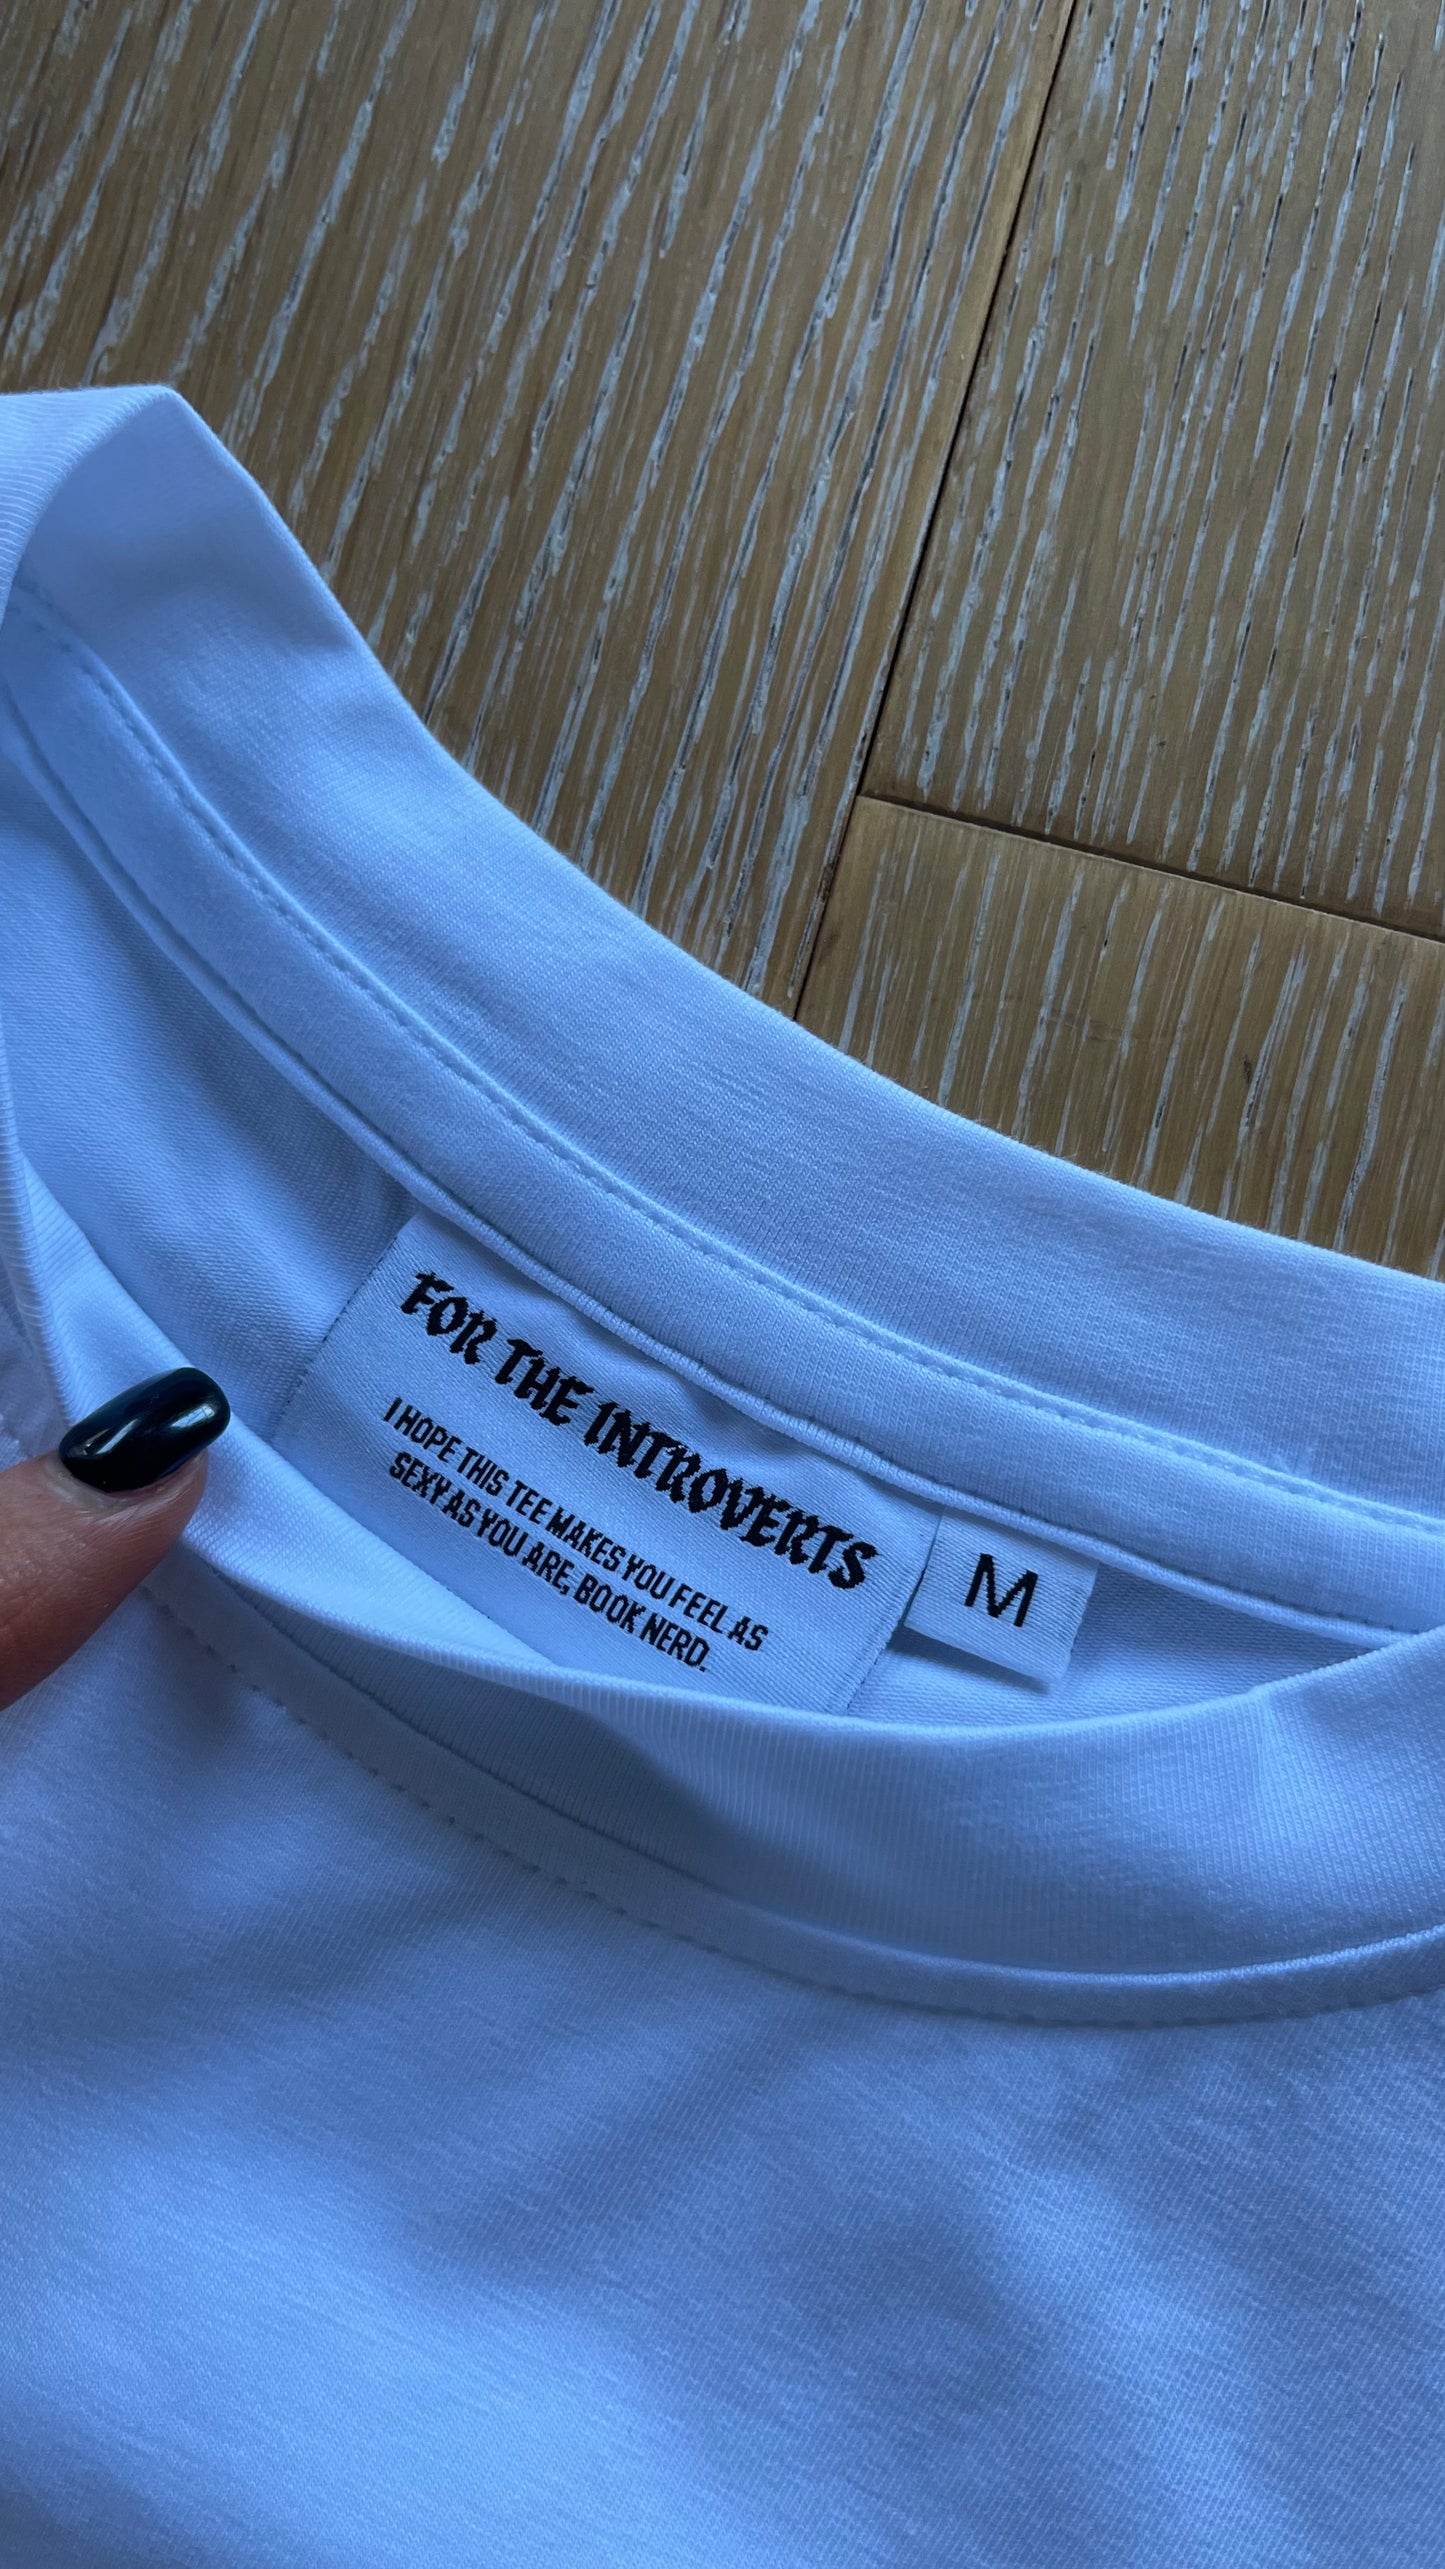 FOR THE INTROVERTS
I HOPE THIS TEE MAKES YOU FEEL AS
SEXY AS YOU ARE, BOOK NERD.
M